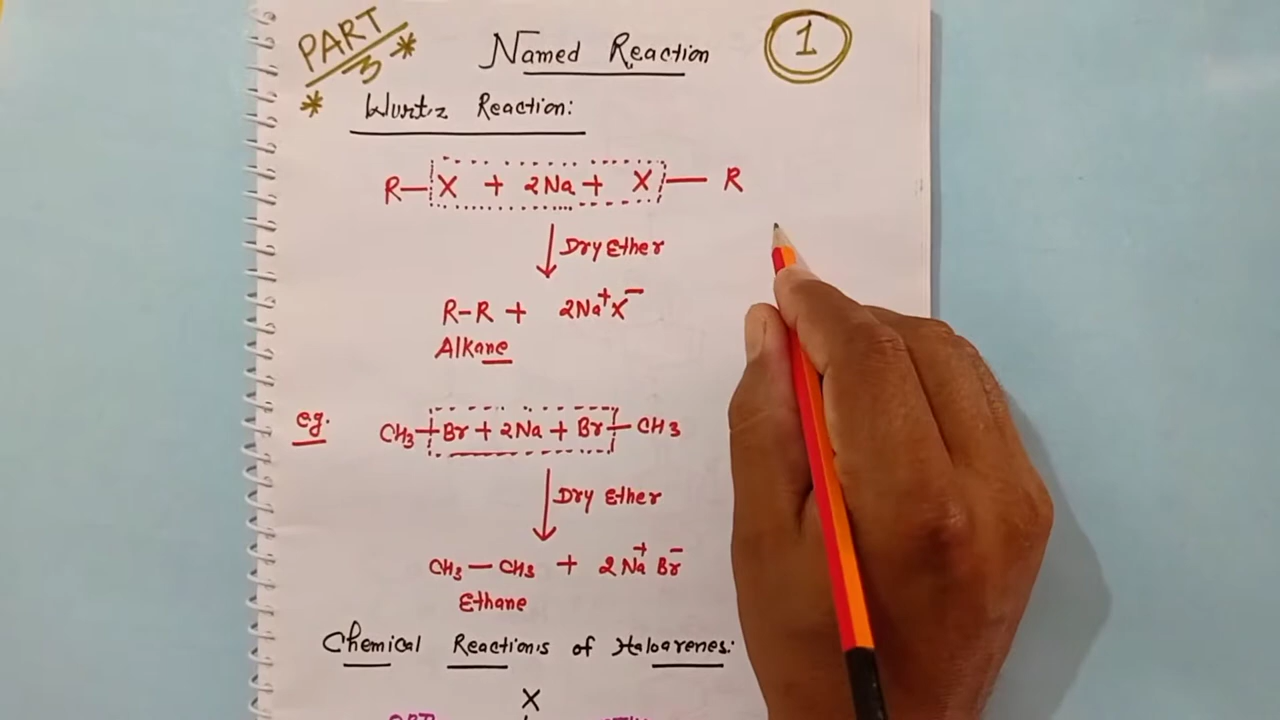 PART 3
Named Reaction
1
* Wurtz Reaction:
R—X + 2Na + X—R
↓ Dry Ether
R-R + 2Na⁺X⁻
Alkane
e.g. CH3—Br + 2Na + Br—CH3
↓ Dry Ether
CH3 — CH3 + 2Na⁺Br⁻
Ethane
Chemical Reactions of Haloarenes:
X